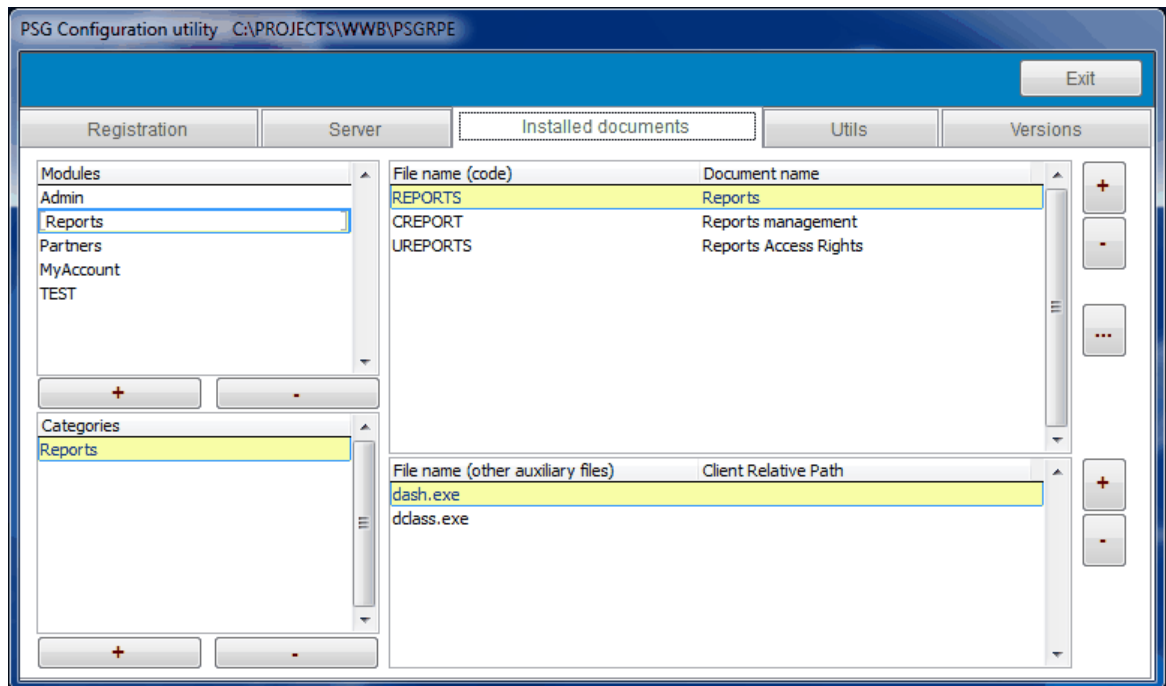 PSG Configuration utility C:\PROJECTS\WWB\PSGRPE
Exit
Registration Server Installed documents Utils Versions
Modules
Admin
Reports
Partners
MyAccount
TEST
+ -
Categories
Reports
+ -
File name (code) Document name
REPORTS Reports
CREPORT Reports management
UREPORTS Reports Access Rights
+
-
...
File name (other auxiliary files) Client Relative Path
dash.exe
dclass.exe
+
-